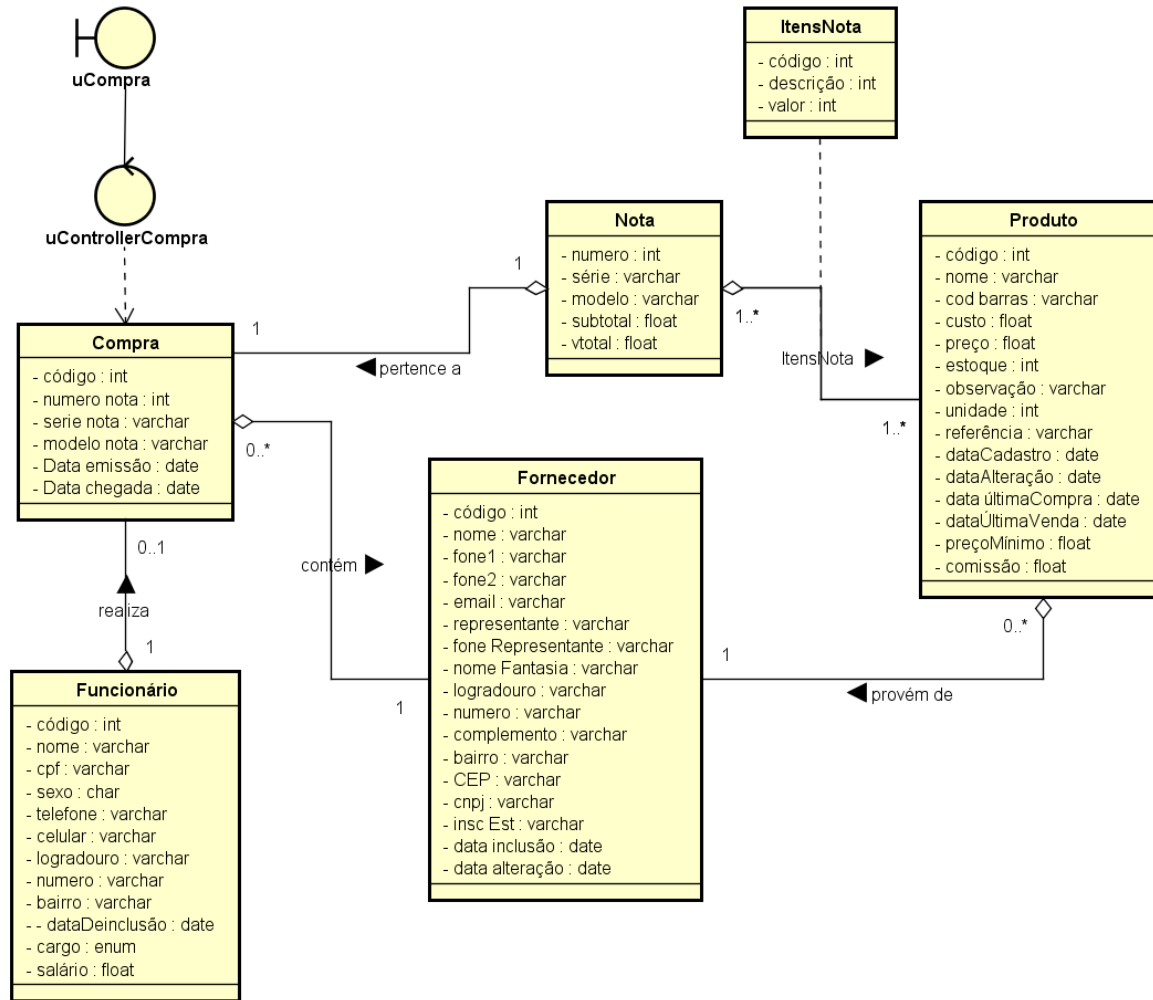 uCompra
uControllerCompra
ItensNota
- código : int
- descrição : int
- valor : int
Nota
- numero : int
- série : varchar
- modelo : varchar
- subtotal : float
- vtotal : float
Produto
- código : int
- nome : varchar
- cod barras : varchar
- custo : float
- preço : float
- estoque : int
- observação : varchar
- unidade : int
- referência : varchar
- dataCadastro : date
- dataAlteração : date
- data últimaCompra : date
- dataÚltimaVenda : date
- preçoMínimo : float
- comissão : float
1
1
pertence a
1..*
ItensNota
1..*
Compra
- código : int
- numero nota : int
- serie nota : varchar
- modelo nota : varchar
- Data emissão : date
- Data chegada : date
0..*
contém
1
0..1
realiza
1
Fornecedor
- código : int
- nome : varchar
- fone1 : varchar
- fone2 : varchar
- email : varchar
- representante : varchar
- fone Representante : varchar
- nome Fantasia : varchar
- logradouro : varchar
- numero : varchar
- complemento : varchar
- bairro : varchar
- CEP : varchar
- cnpj : varchar
- insc Est : varchar
- data inclusão : date
- data alteração : date
0..*
1
provém de
Funcionário
- código : int
- nome : varchar
- cpf : varchar
- sexo : char
- telefone : varchar
- celular : varchar
- logradouro : varchar
- numero : varchar
- bairro : varchar
- - dataDeinclusão : date
- cargo : enum
- salário : float